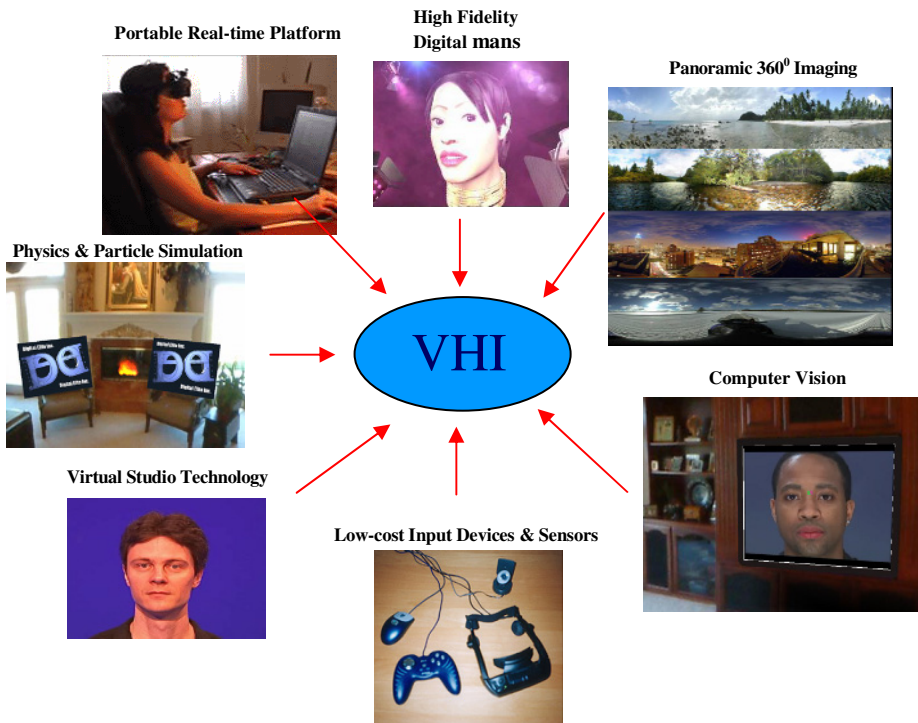 Portable Real-time Platform
High Fidelity
Digital mans
Panoramic 360⁰ Imaging
Physics & Particle Simulation
VHI
Computer Vision
Virtual Studio Technology
Low-cost Input Devices & Sensors